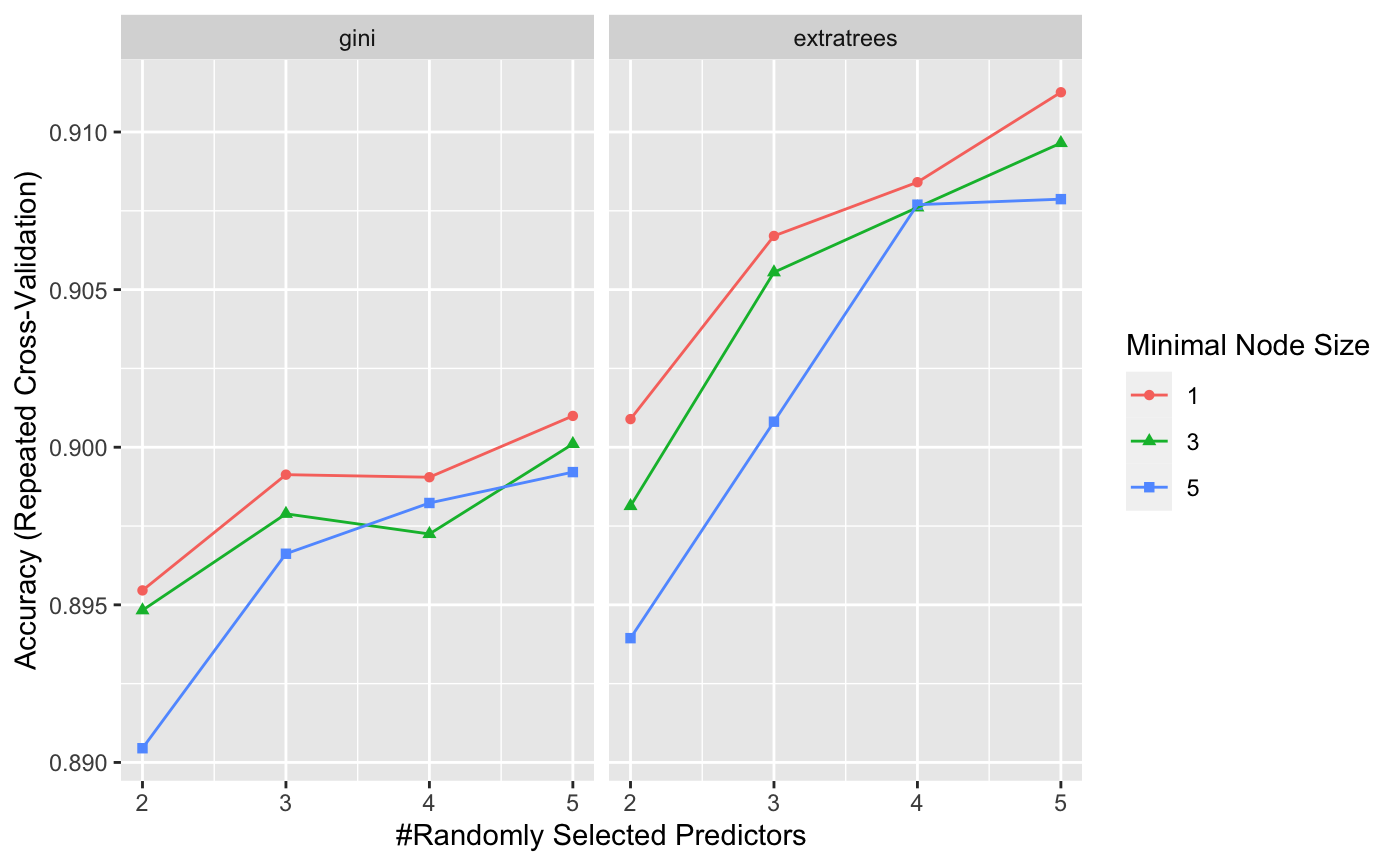 gini
extratrees
Accuracy (Repeated Cross-Validation)
0.910
0.905
0.900
0.895
0.890
2 3 4 5
2 3 4 5
#Randomly Selected Predictors
Minimal Node Size
1
3
5